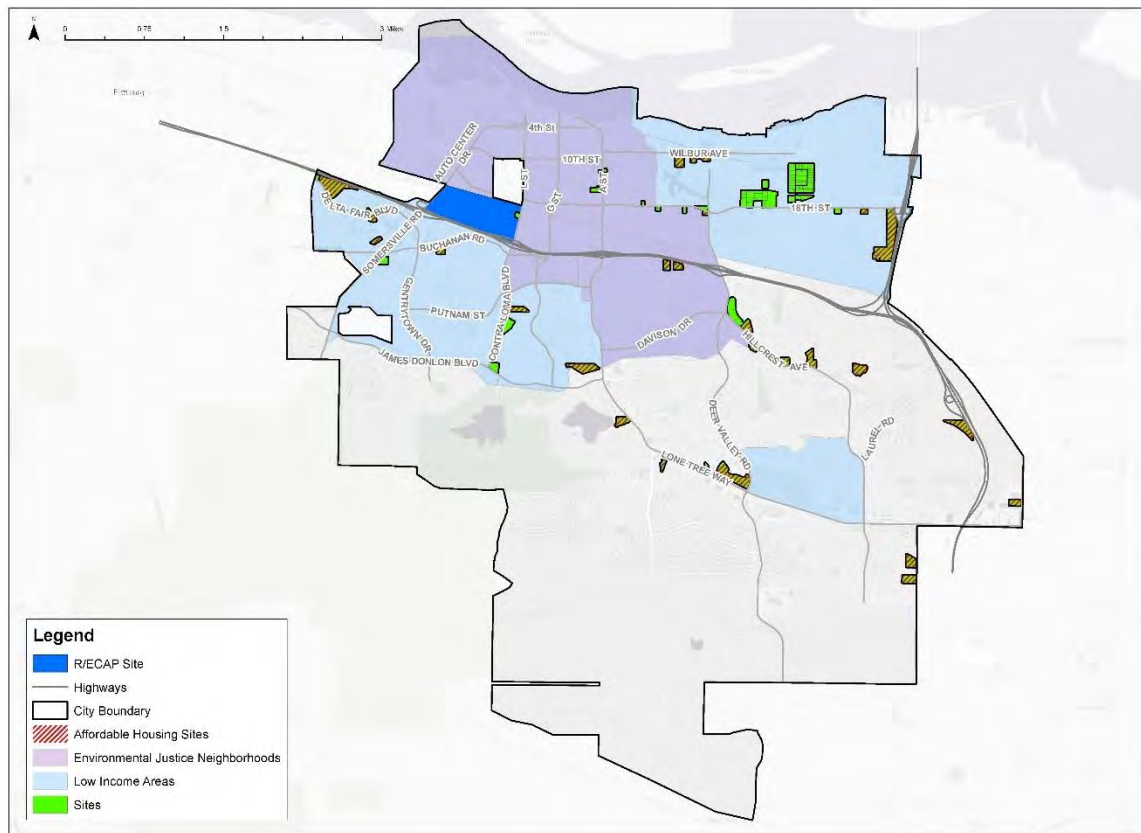 N
0 0.75 1.5 3 Miles
Pittsburg
4th St
AUTO CENTER DR
10TH ST
WILBUR AVE
L ST
G ST
A ST
18TH ST
DELTA FAIR BLVD
SOMERSVILLE RD
BUCHANAN RD
GENTRYTOWN DR
PUTNAM ST
CONTRA LOMA BLVD
DAVISON DR
HILLCREST AVE
JAMES DONLON BLVD
DEER VALLEY RD
LAUREL RD
LONE TREE WAY
Legend
R/ECAP Site
Highways
City Boundary
Affordable Housing Sites
Environmental Justice Neighborhoods
Low Income Areas
Sites